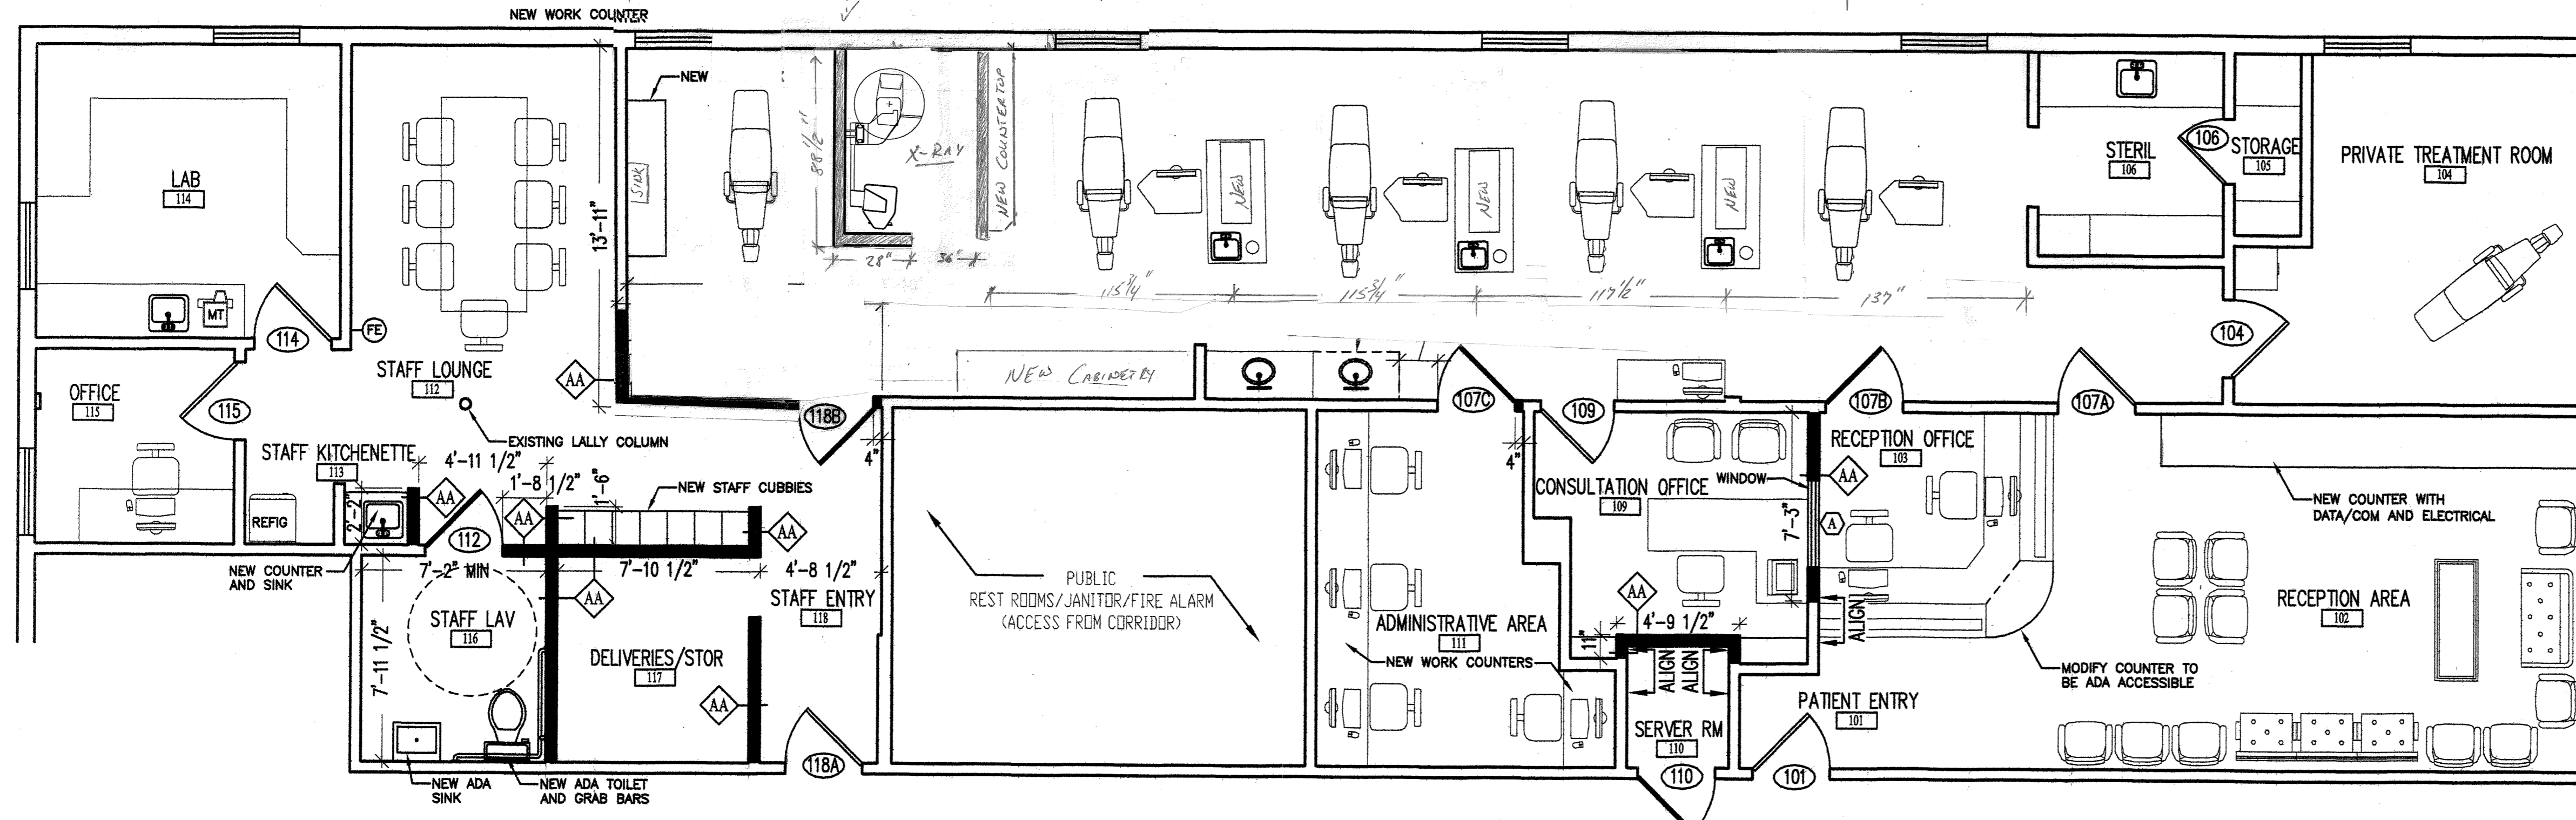 NEW WORK COUNTER
LAB
114
MT
114
FE
OFFICE
115
115
STAFF LOUNGE
112
EXISTING LALLY COLUMN
STAFF KITCHENETTE
113
REFIG
2'-2"
NEW COUNTER
AND SINK
4'-11 1/2"
1'-8 1/2"
1'-6"
NEW STAFF CUBBIES
AA
AA
AA
AA
AA
AA
112
7'-2" MIN
7'-10 1/2"
4'-8 1/2"
STAFF LAV
116
7'-11 1/2"
NEW ADA
SINK
NEW ADA TOILET
AND GRAB BARS
DELIVERIES/STOR
117
STAFF ENTRY
118
118A
118B
4"
13'-11"
NEW
SINK
88 1/2"
X-RAY
28"
36"
NEW COUNTERTOP
NEW
NEW
NEW
115 3/4"
115 3/4"
117 1/2"
137"
NEW CABINETRY
PUBLIC
REST ROOMS/JANITOR/FIRE ALARM
(ACCESS FROM CORRIDOR)
107C
109
107B
107A
4"
ADMINISTRATIVE AREA
111
NEW WORK COUNTERS
CONSULTATION OFFICE
109
WINDOW
7'-3"
AA
AA
A
4'-9 1/2"
11"
ALIGN
ALIGN
ALIGN
SERVER RM
110
110
RECEPTION OFFICE
103
PATIENT ENTRY
101
101
MODIFY COUNTER TO
BE ADA ACCESSIBLE
RECEPTION AREA
102
NEW COUNTER WITH
DATA/COM AND ELECTRICAL
STERIL
106
106
STORAGE
105
PRIVATE TREATMENT ROOM
104
104